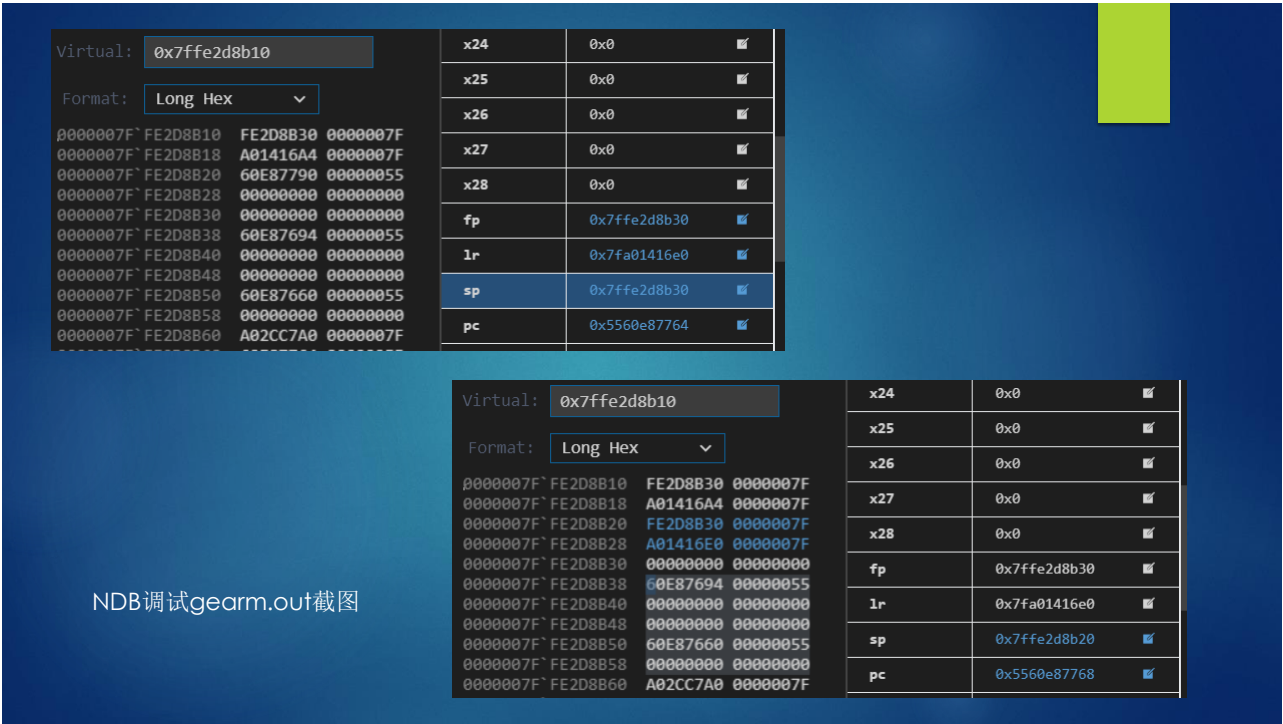 Virtual: 0x7ffe2d8b10
Format: Long Hex
0000007F`FE2D8B10 FE2D8B30 0000007F
0000007F`FE2D8B18 A01416A4 0000007F
0000007F`FE2D8B20 60E87790 00000055
0000007F`FE2D8B28 00000000 00000000
0000007F`FE2D8B30 00000000 00000000
0000007F`FE2D8B38 60E87694 00000055
0000007F`FE2D8B40 00000000 00000000
0000007F`FE2D8B48 00000000 00000000
0000007F`FE2D8B50 60E87660 00000055
0000007F`FE2D8B58 00000000 00000000
0000007F`FE2D8B60 A02CC7A0 0000007F
x24 0x0
x25 0x0
x26 0x0
x27 0x0
x28 0x0
fp 0x7ffe2d8b30
lr 0x7fa01416e0
sp 0x7ffe2d8b30
pc 0x5560e87764
Virtual: 0x7ffe2d8b10
Format: Long Hex
0000007F`FE2D8B10 FE2D8B30 0000007F
0000007F`FE2D8B18 A01416A4 0000007F
0000007F`FE2D8B20 FE2D8B30 0000007F
0000007F`FE2D8B28 A01416E0 0000007F
0000007F`FE2D8B30 00000000 00000000
0000007F`FE2D8B38 60E87694 00000055
0000007F`FE2D8B40 00000000 00000000
0000007F`FE2D8B48 00000000 00000000
0000007F`FE2D8B50 60E87660 00000055
0000007F`FE2D8B58 00000000 00000000
0000007F`FE2D8B60 A02CC7A0 0000007F
x24 0x0
x25 0x0
x26 0x0
x27 0x0
x28 0x0
fp 0x7ffe2d8b30
lr 0x7fa01416e0
sp 0x7ffe2d8b20
pc 0x5560e87768
NDB调试gearm.out截图